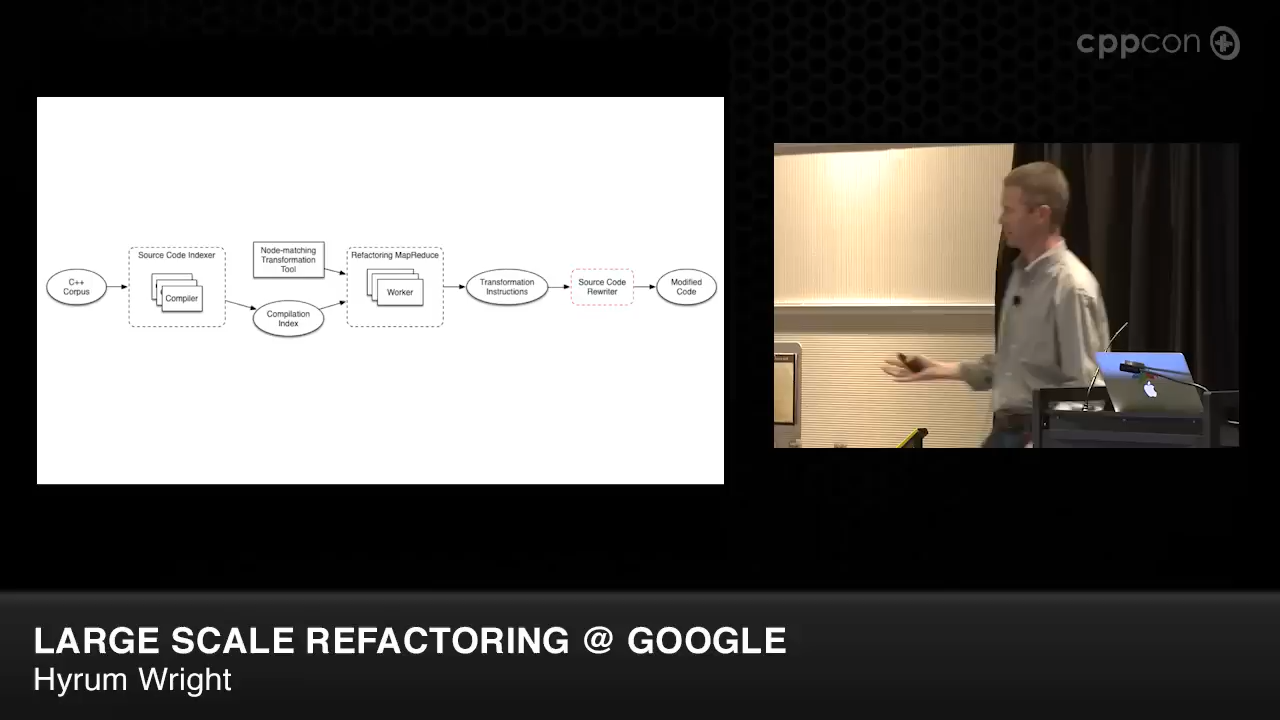 cppcon
C++
Corpus
Source Code Indexer
Compiler
Node-matching
Transformation
Tool
Compilation
Index
Refactoring MapReduce
Worker
Transformation
Instructions
Source Code
Rewriter
Modified
Code
LARGE SCALE REFACTORING @ GOOGLE
Hyrum Wright